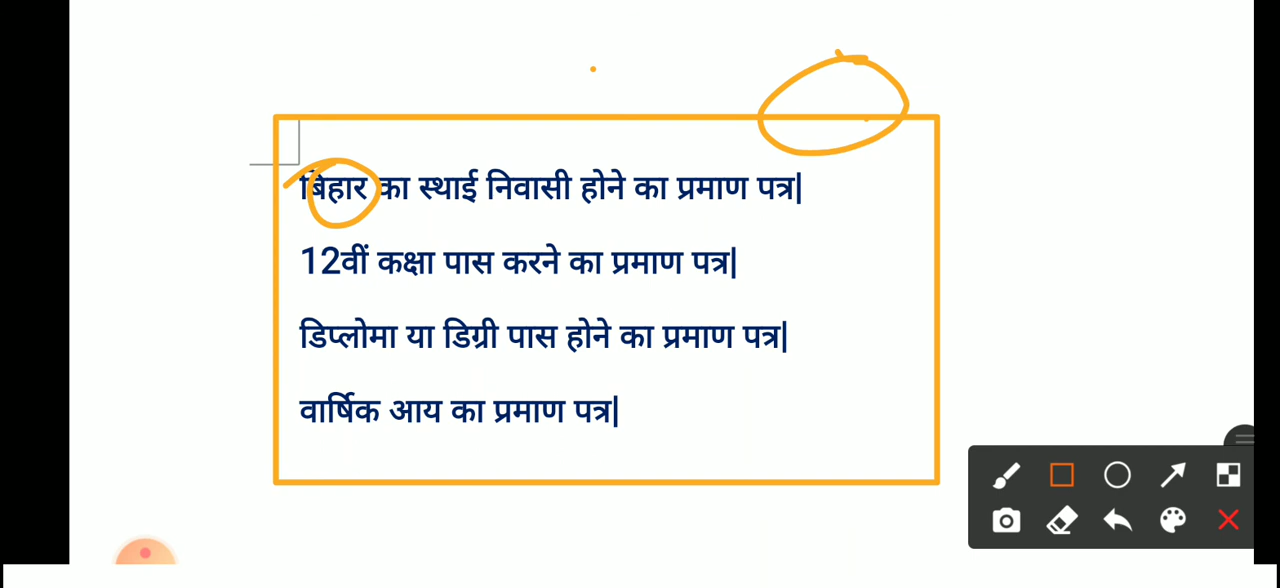 बिहार का स्थाई निवासी होने का प्रमाण पत्र|
12वीं कक्षा पास करने का प्रमाण पत्र|
डिप्लोमा या डिग्री पास होने का प्रमाण पत्र|
वार्षिक आय का प्रमाण पत्र|